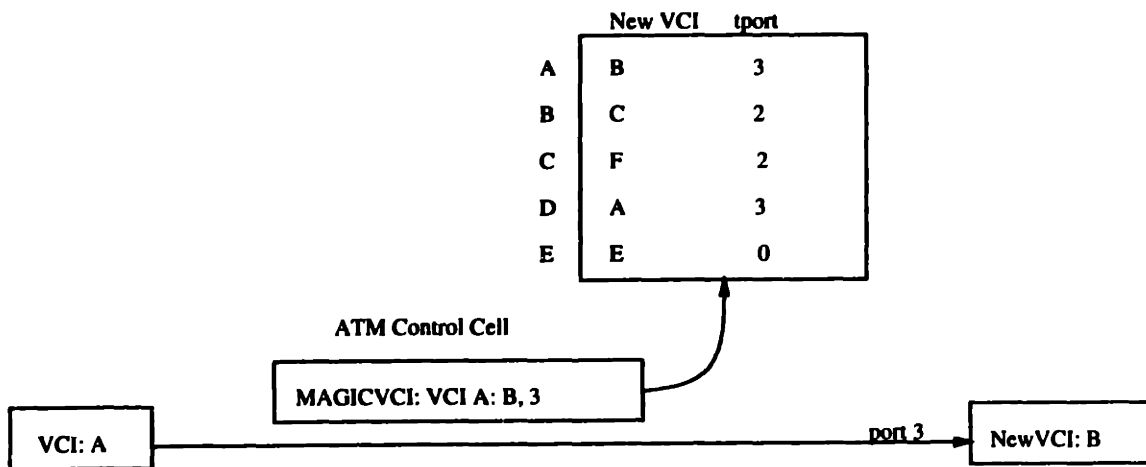 New VCI tport
A B 3
B C 2
C F 2
D A 3
E E 0
ATM Control Cell
MAGICVCI: VCI A: B, 3
VCI: A
port 3
NewVCI: B